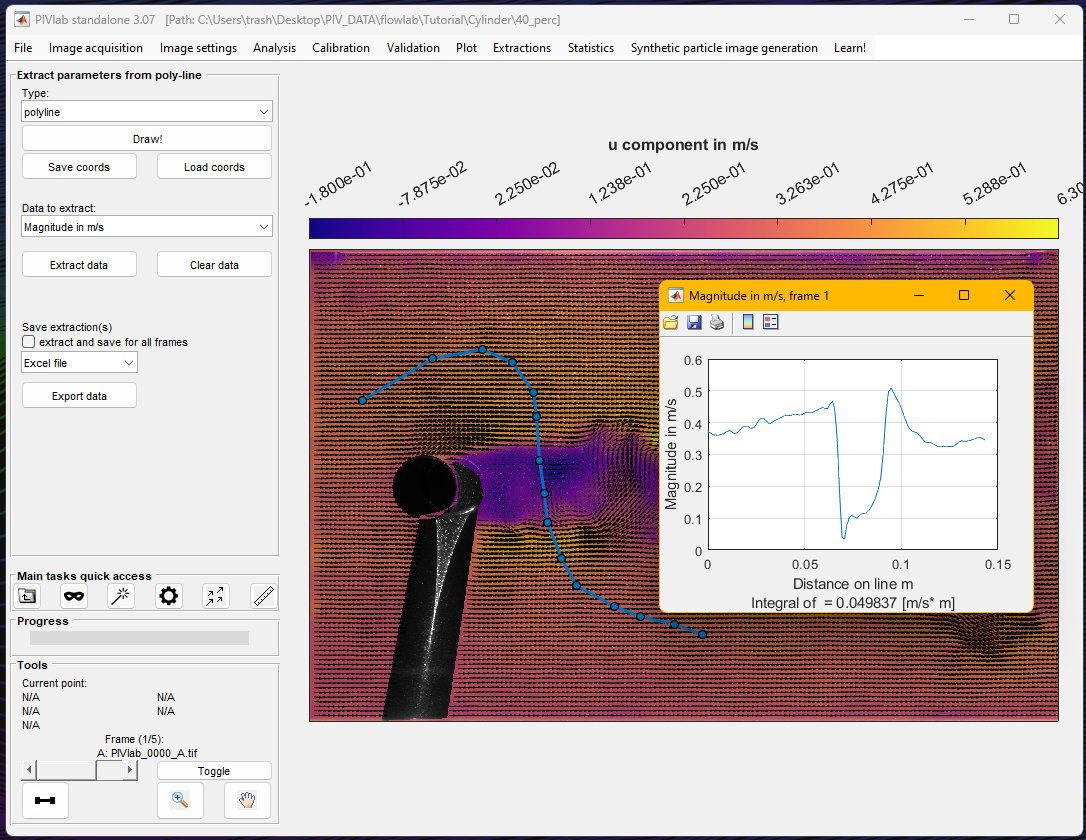 PIVlab standalone 3.07 [Path: C:\Users\trash\Desktop\PIV_DATA\flowlab\Tutorial\Cylinder\40_perc]
File Image acquisition Image settings Analysis Calibration Validation Plot Extractions Statistics Synthetic particle image generation Learn!
Extract parameters from poly-line
Type:
polyline
Draw!
Save coords Load coords
Data to extract:
Magnitude in m/s
Extract data Clear data
Save extraction(s)
extract and save for all frames
Excel file
Export data
Main tasks quick access
Progress
Tools
Current point:
N/A N/A
N/A N/A
N/A
Frame (1/5):
A: PIVlab_0000_A.tif
Toggle
u component in m/s
-1.800e-01 -7.875e-02 2.250e-02 1.238e-01 2.250e-01 3.263e-01 4.275e-01 5.288e-01 6.30
Magnitude in m/s, frame 1
0.6
0.5
0.4
0.3
0.2
0.1
0
Magnitude in m/s
0 0.05 0.1 0.15
Distance on line m
Integral of = 0.049837 [m/s* m]